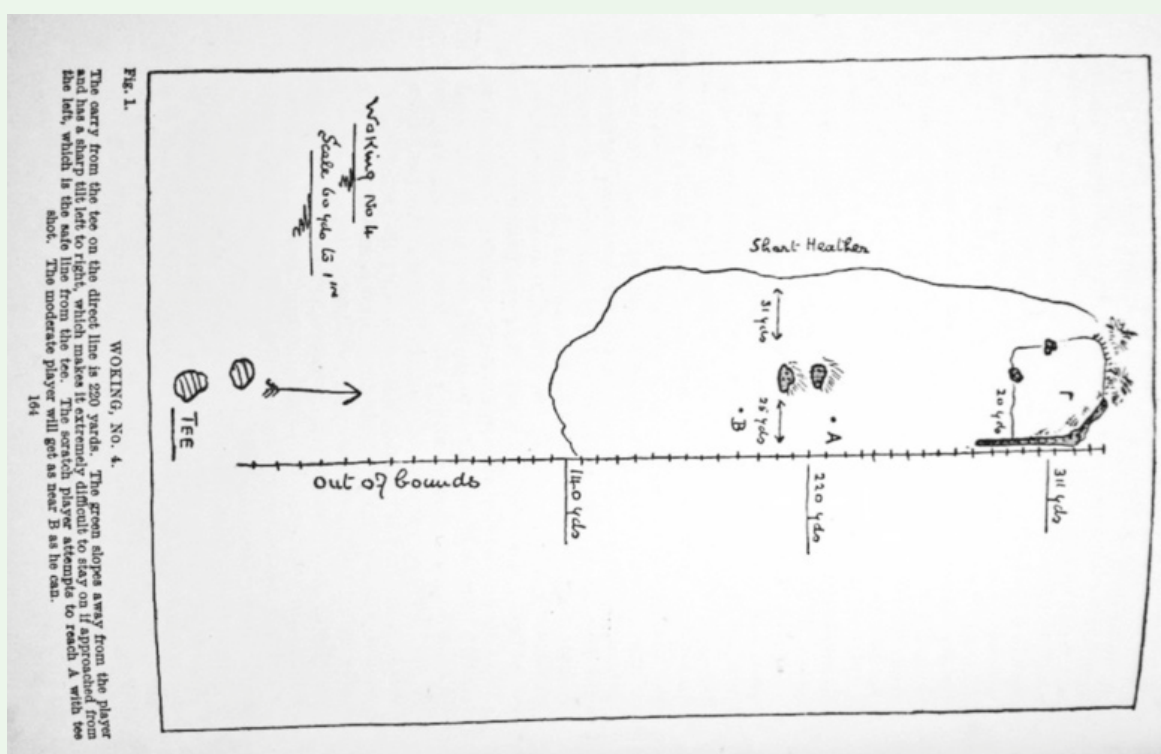 Waking No 4
Scale 60 yds to 1 in
Short Heather
31 yds
25 yds
20 yds
A
B
TEE
Out of bounds
140 yds
220 yds
311 yds
Fig. 1.
WOKING, No. 4.
The carry from the tee on the direct line is 220 yards. The green slopes away from the player
and has a sharp tilt left to right, which makes it extremely difficult to stay on if approached from
the left, which is the safe line from the tee. The scratch player attempts to reach A with tee
shot. The moderate player will get as near B as he can.
164